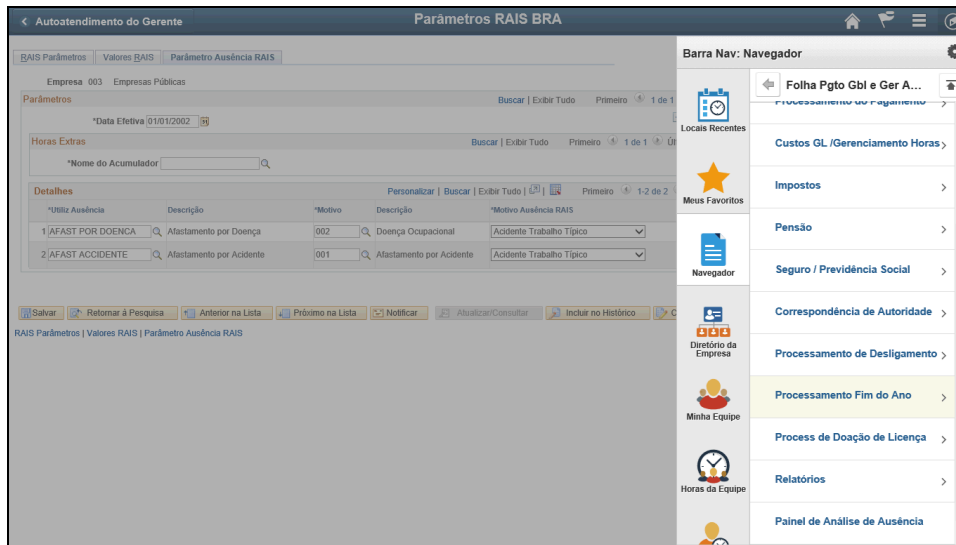 Autoatendimento do Gerente
Parâmetros RAIS BRA
RAIS Parâmetros
Valores RAIS
Parâmetro Ausência RAIS
Empresa 003 Empresas Públicas
Parâmetros
Buscar | Exibir Tudo Primeiro 1 de 1
*Data Efetiva 01/01/2002
Horas Extras
Buscar | Exibir Tudo Primeiro 1 de 1
*Nome do Acumulador
Detalhes
Personalizar | Buscar | Exibir Tudo | | Primeiro 1-2 de 2
*Utiliz Ausência Descrição *Motivo Descrição *Motivo Ausência RAIS
1 AFAST POR DOENCA Afastamento por Doença 002 Doença Ocupacional Acidente Trabalho Típico
2 AFAST ACCIDENTE Afastamento por Acidente 001 Afastamento por Acidente Acidente Trabalho Típico
Salvar Retornar à Pesquisa Anterior na Lista Próximo na Lista Notificar Atualizar/Consultar Incluir no Histórico
RAIS Parâmetros | Valores RAIS | Parâmetro Ausência RAIS
Barra Nav: Navegador
Locais Recentes
Meus Favoritos
Navegador
Diretório da
Empresa
Minha Equipe
Horas da Equipe
Folha Pgto Gbl e Ger A...
Processamento do Pagamento
Custos GL /Gerenciamento Horas
Impostos
Pensão
Seguro / Previdência Social
Correspondência de Autoridade
Processamento de Desligamento
Processamento Fim do Ano
Process de Doação de Licença
Relatórios
Painel de Análise de Ausência